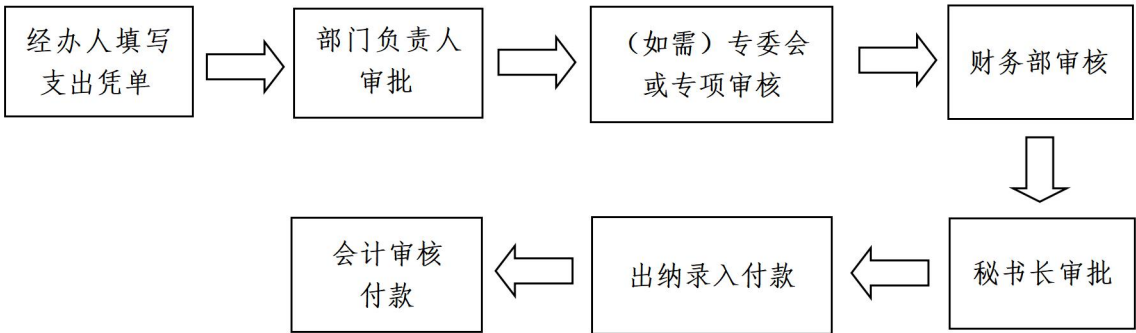 经办人填写
支出凭单
部门负责人
审批
（如需）专委会
或专项审核
财务部审核
秘书长审批
出纳录入付款
会计审核
付款